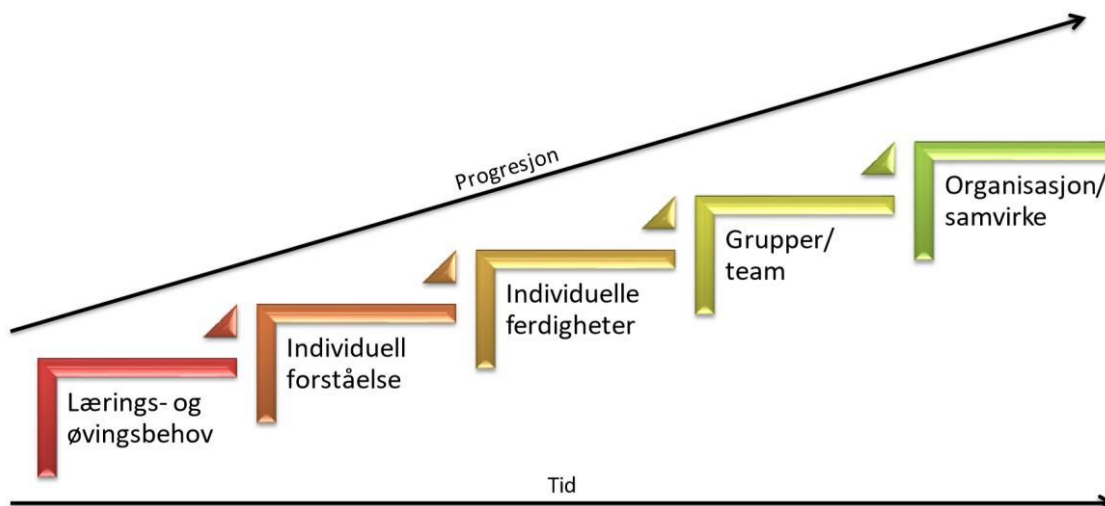 Progresjon
Organisasjon/
samvirke
Grupper/
team
Individuelle
ferdigheter
Individuell
forståelse
Lærings- og
øvingsbehov
Tid